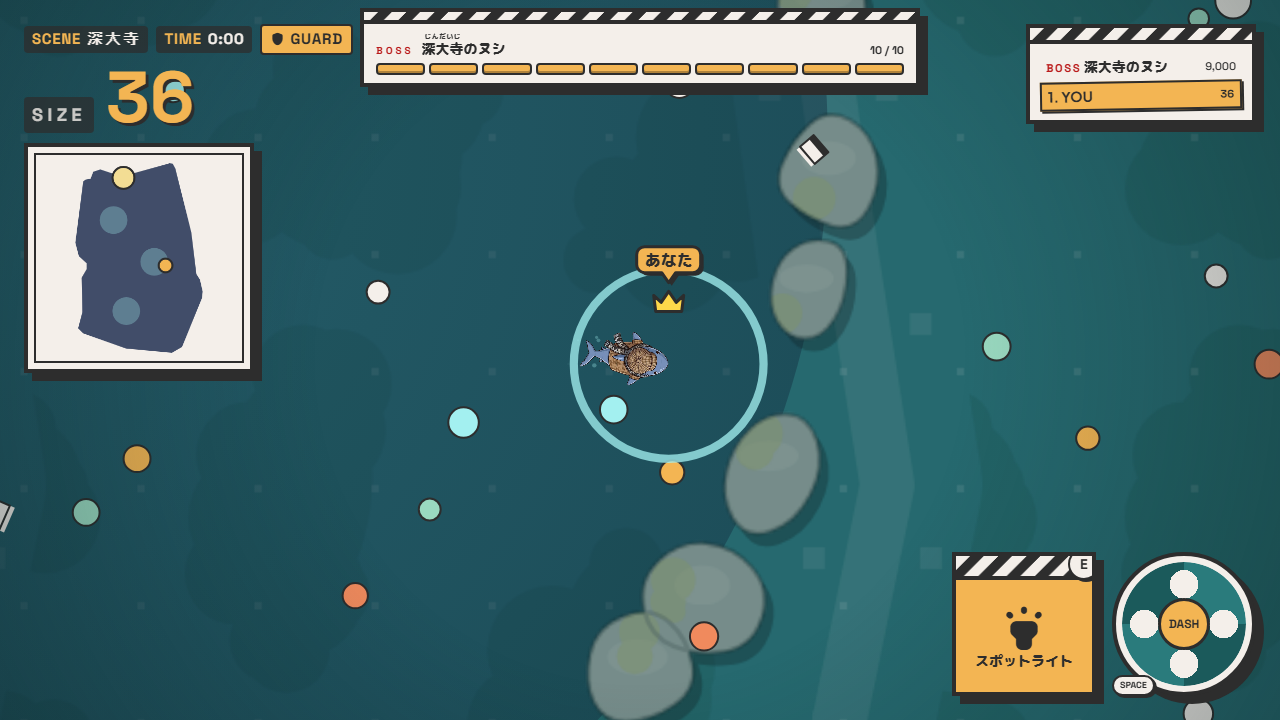 SCENE 深大寺 TIME 0:00 GUARD
SIZE 36
じんだいじ
BOSS 深大寺のヌシ 10 / 10
BOSS 深大寺のヌシ 9,000
1. YOU 36
あなた
E
スポットライト
DASH
SPACE